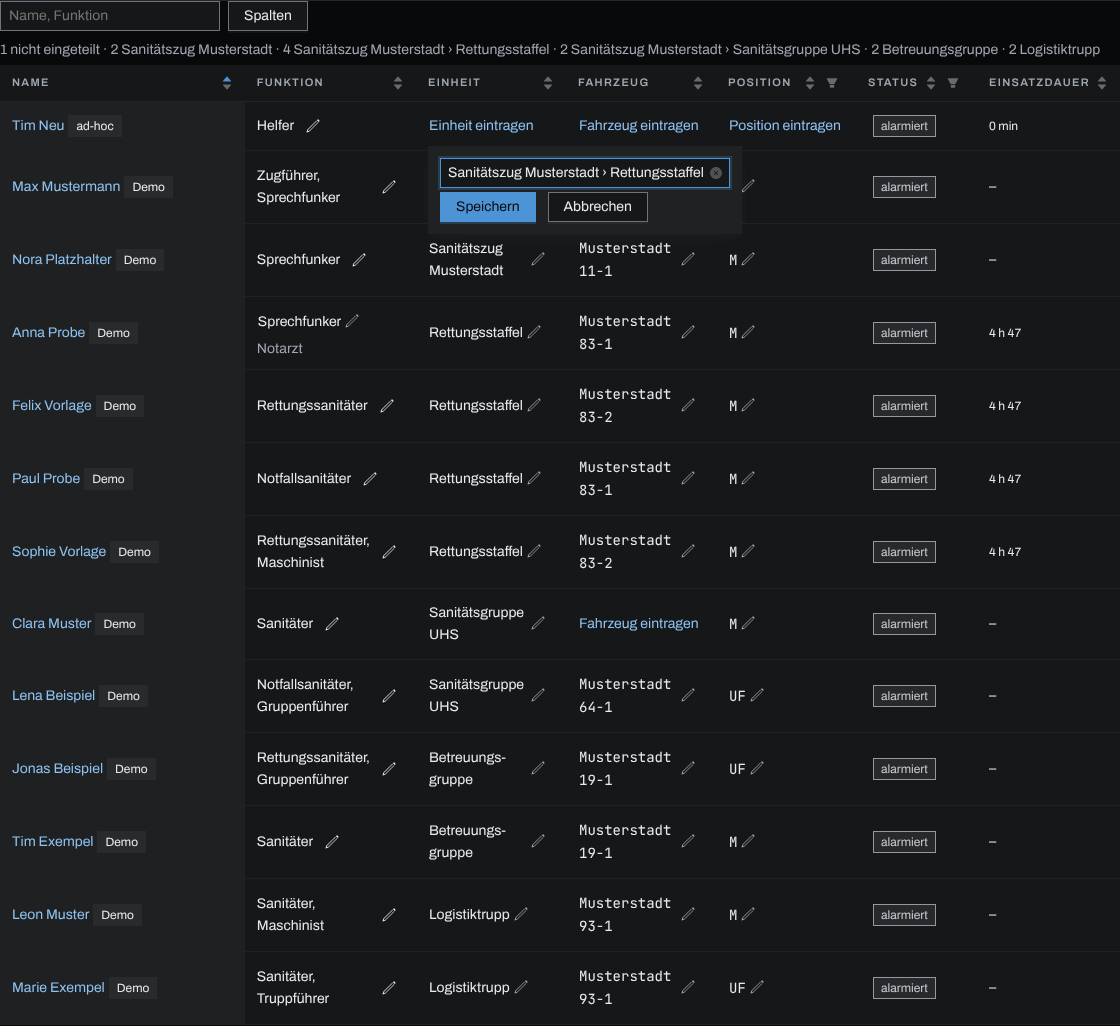 Name, Funktion
Spalten
1 nicht eingeteilt · 2 Sanitätszug Musterstadt · 4 Sanitätszug Musterstadt › Rettungsstaffel · 2 Sanitätszug Musterstadt › Sanitätsgruppe UHS · 2 Betreuungsgruppe · 2 Logistiktrupp
NAME FUNKTION EINHEIT FAHRZEUG POSITION STATUS EINSATZDAUER
Tim Neu ad-hoc Helfer Einheit eintragen Fahrzeug eintragen Position eintragen alarmiert 0 min
Sanitätszug Musterstadt › Rettungsstaffel
Speichern Abbrechen
Max Mustermann Demo Zugführer, alarmiert –
Sprechfunker
Nora Platzhalter Demo Sprechfunker Sanitätszug Musterstadt M alarmiert –
Musterstadt 11-1
Anna Probe Demo Sprechfunker Rettungsstaffel Musterstadt M alarmiert 4 h 47
Notarzt 83-1
Felix Vorlage Demo Rettungssanitäter Rettungsstaffel Musterstadt M alarmiert 4 h 47
83-2
Paul Probe Demo Notfallsanitäter Rettungsstaffel Musterstadt M alarmiert 4 h 47
83-1
Sophie Vorlage Demo Rettungssanitäter, Rettungsstaffel Musterstadt M alarmiert 4 h 47
Maschinist 83-2
Clara Muster Demo Sanitäter Sanitätsgruppe Fahrzeug eintragen M alarmiert –
UHS
Lena Beispiel Demo Notfallsanitäter, Sanitätsgruppe Musterstadt UF alarmiert –
Gruppenführer UHS 64-1
Jonas Beispiel Demo Rettungssanitäter, Betreuungs- Musterstadt UF alarmiert –
Gruppenführer gruppe 19-1
Tim Exempel Demo Sanitäter Betreuungs- Musterstadt M alarmiert –
gruppe 19-1
Leon Muster Demo Sanitäter, Logistiktrupp Musterstadt M alarmiert –
Maschinist 93-1
Marie Exempel Demo Sanitäter, Logistiktrupp Musterstadt UF alarmiert –
Truppführer 93-1